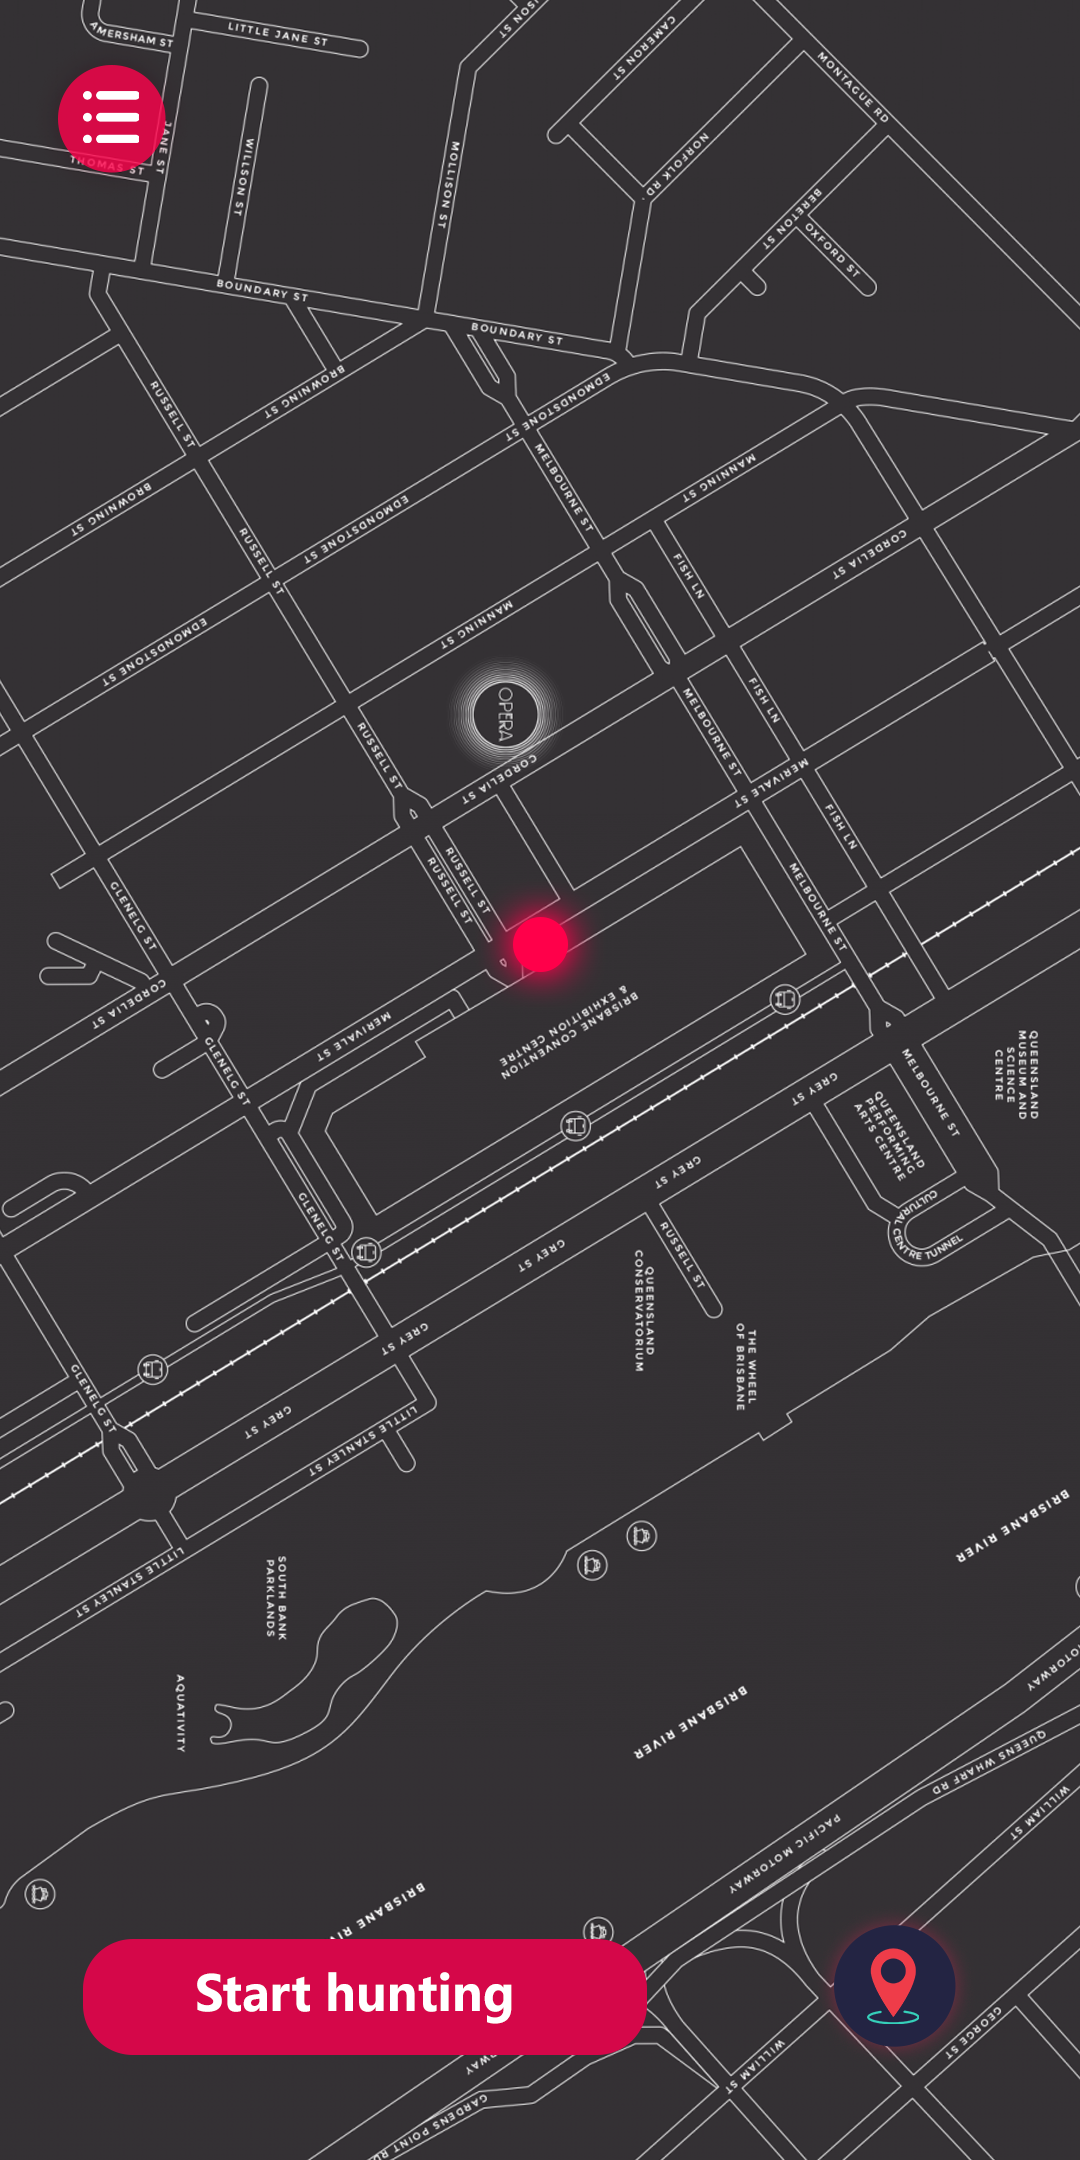 AMERSHAM ST
LITTLE JANE ST
CAMERON ST
MONTAGUE RD
JANE ST
THOMAS ST
WILSON ST
MOLLISON ST
NORFOLK RD
BERETON ST
OXFORD ST
BOUNDARY ST
BOUNDARY ST
RUSSELL ST
BROWNING ST
EDMONDSTONE ST
MELBOURNE ST
MANNING ST
BROWNING ST
EDMONDSTONE ST
RUSSELL ST
FISH LN
CORDELIA ST
EDMONDSTONE ST
MANNING ST
OPERA
FISH LN
MELBOURNE ST
RUSSELL ST
CORDELIA ST
MERIVALE ST
FISH LN
RUSSELL ST
RUSSELL ST
GLENELG ST
MELBOURNE ST
CORDELIA ST
MERIVALE ST
BRISBANE CONVENTION
& EXHIBITION CENTRE
GLENELG ST
GREY ST
MELBOURNE ST
QUEENSLAND
MUSEUM AND
SCIENCE
CENTRE
QUEENSLAND
PERFORMING
ARTS CENTRE
GREY ST
GLENELG ST
CULTURAL
CENTRE TUNNEL
GREY ST
RUSSELL ST
QUEENSLAND
CONSERVATORIUM
THE WHEEL
OF BRISBANE
GREY ST
GLENELG ST
GREY ST
LITTLE STANLEY ST
BRISBANE RIVER
LITTLE STANLEY ST
SOUTH BANK
PARKLANDS
AQUATIVITY
BRISBANE RIVER
MOTORWAY
QUEENS WHARF RD
WILLIAM ST
PACIFIC MOTORWAY
BRISBANE RIV
Start hunting
GEORGE ST
WILLIAM ST
GARDENS POINT RD